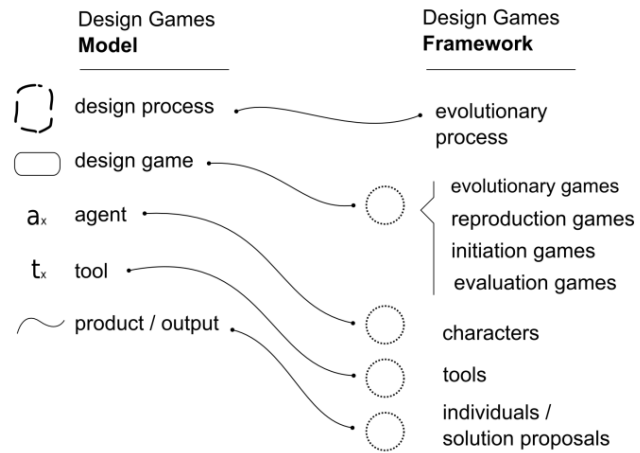 Design Games
Model
design process
design game
aₓ agent
tₓ tool
product / output
Design Games
Framework
evolutionary
process
evolutionary games
reproduction games
initiation games
evaluation games
characters
tools
individuals /
solution proposals